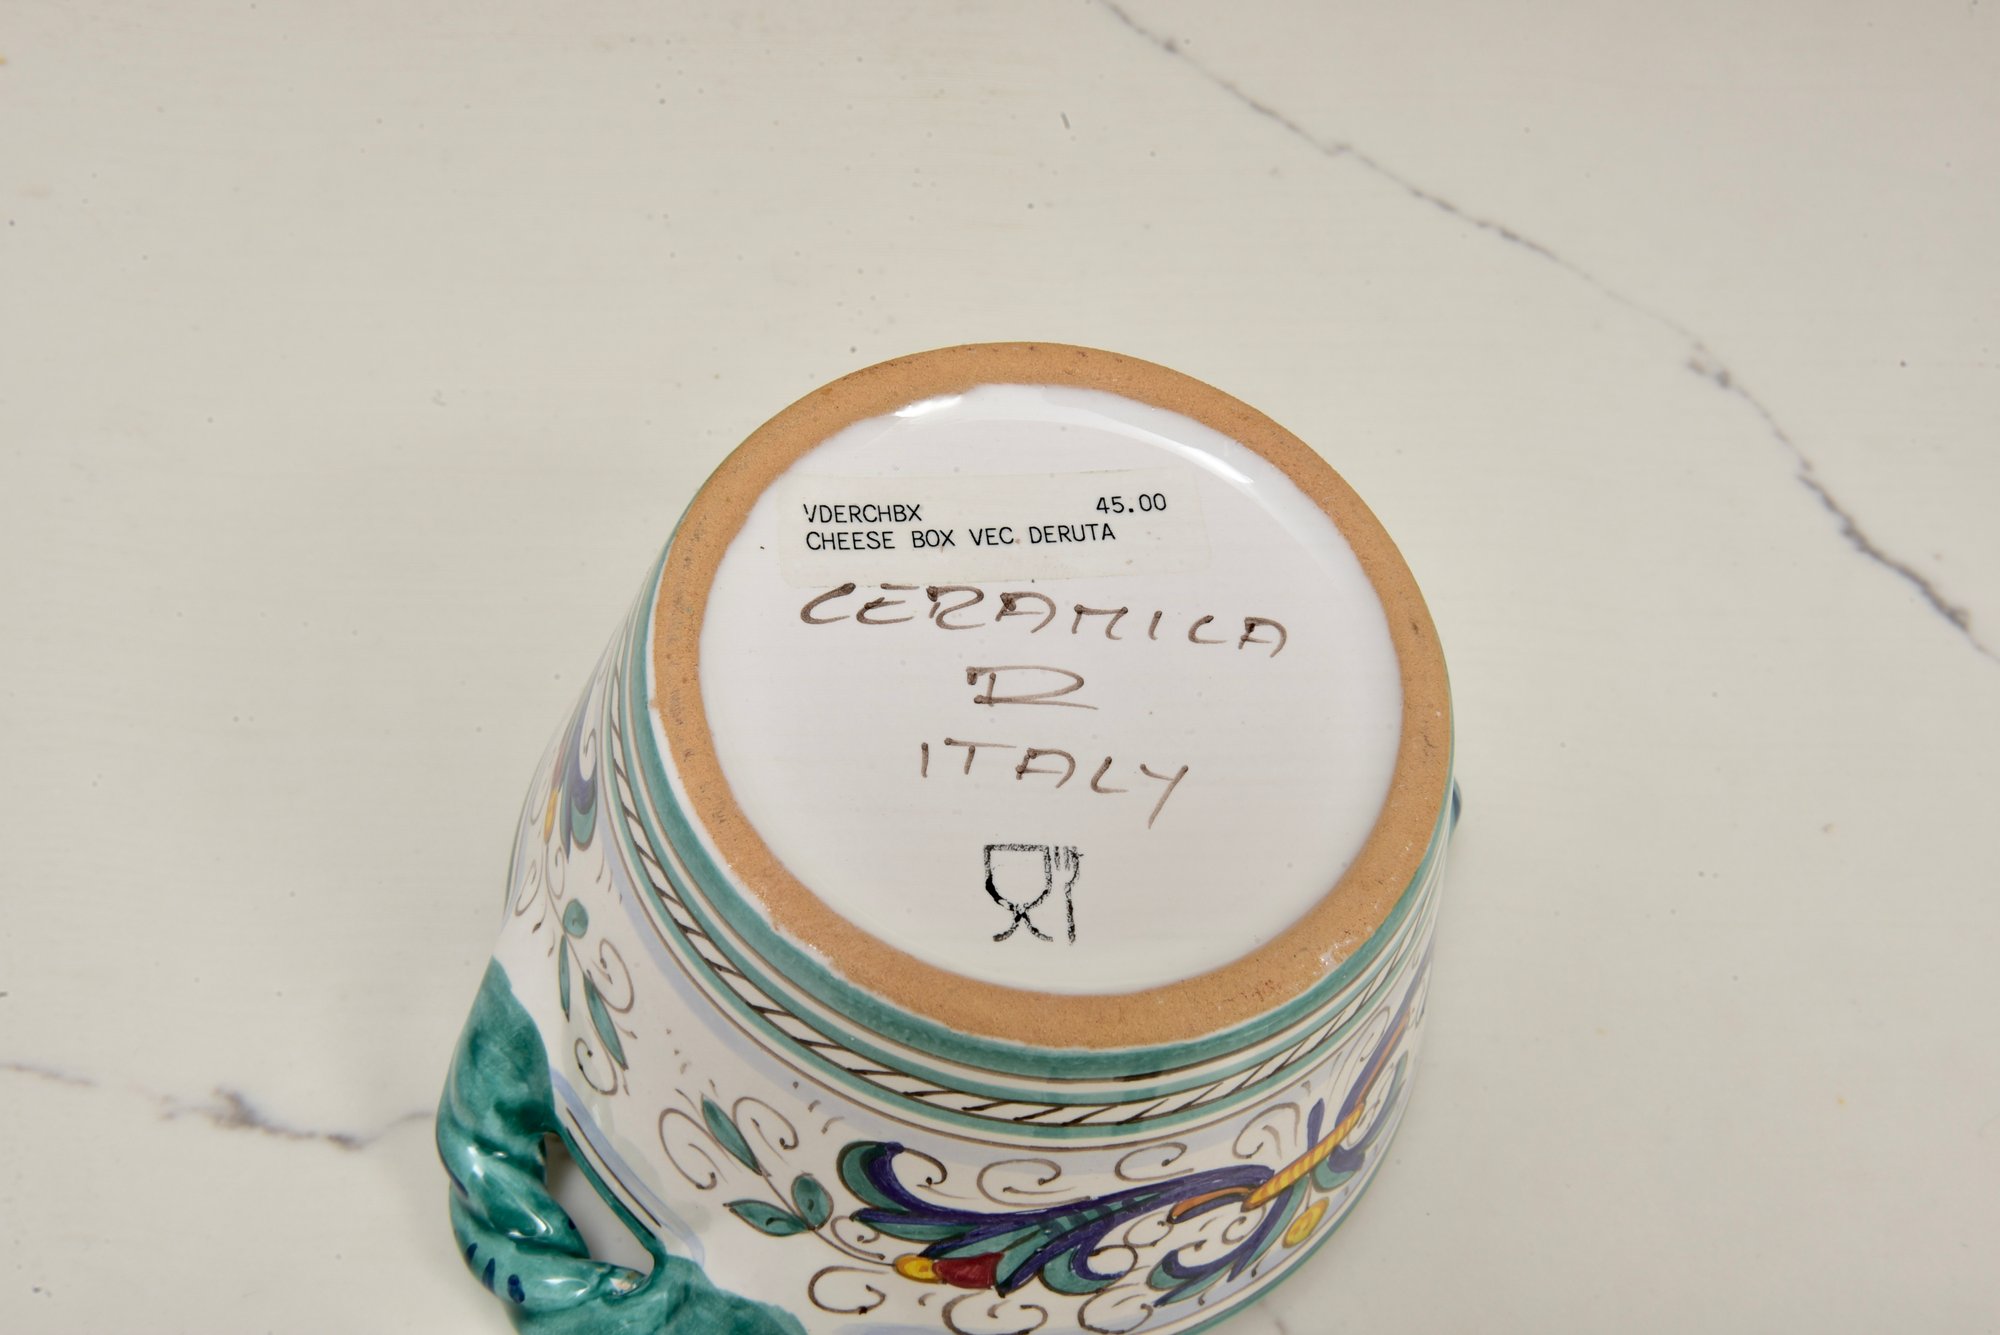 VDERCHBX 45.00
CHEESE BOX VEC DERUTA
CERAMICA
D
ITALY